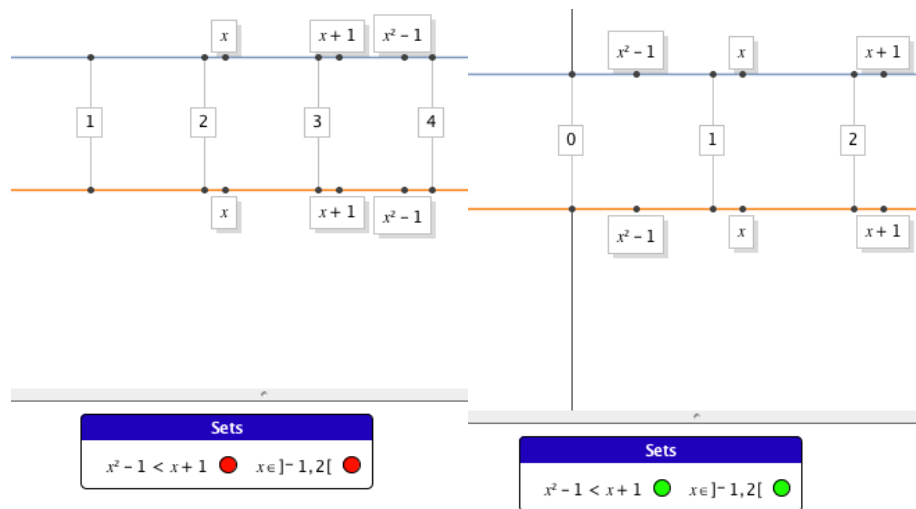 x x + 1 x² – 1
1 2 3 4
x x + 1 x² – 1
Sets
x² – 1 < x + 1 x ∈ ]⁻1,2[
x² – 1 x x + 1
0 1 2
x² – 1 x x + 1
Sets
x² – 1 < x + 1 x ∈ ]⁻1,2[